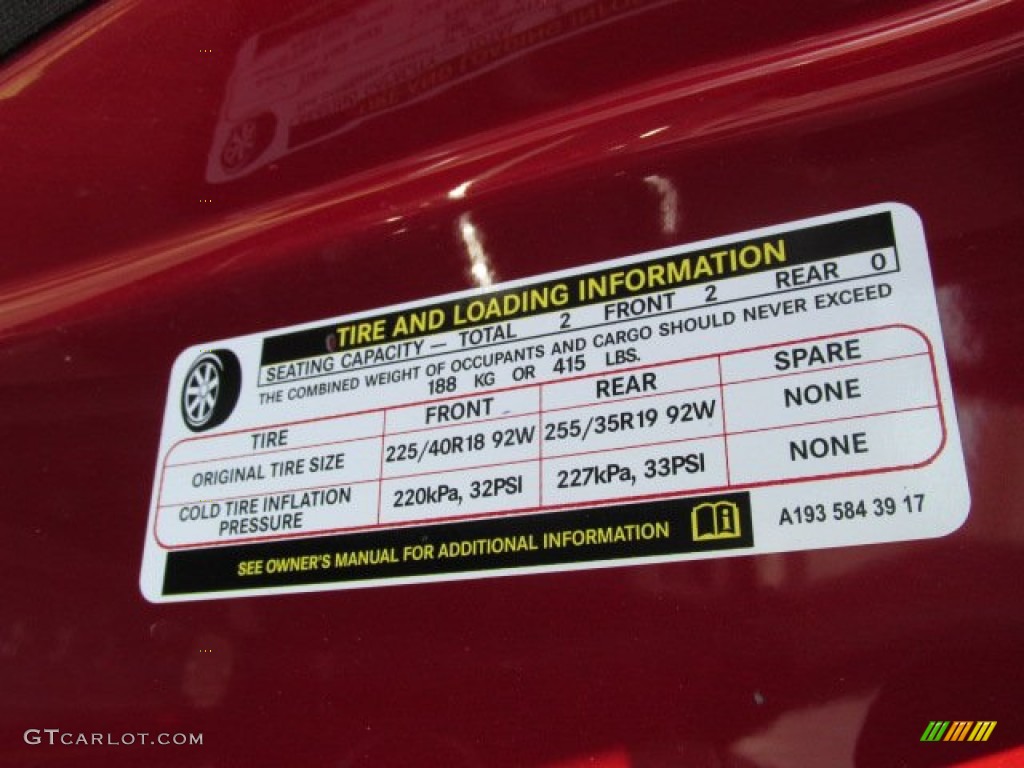 TIRE AND LOADING INFORMATION
SEATING CAPACITY — TOTAL 2 FRONT 2 REAR 0
THE COMBINED WEIGHT OF OCCUPANTS AND CARGO SHOULD NEVER EXCEED
188 KG OR 415 LBS.
TIRE FRONT REAR SPARE
ORIGINAL TIRE SIZE 225/40R18 92W 255/35R19 92W NONE
COLD TIRE INFLATION PRESSURE 220kPa, 32PSI 227kPa, 33PSI NONE
SEE OWNER'S MANUAL FOR ADDITIONAL INFORMATION
A193 584 39 17
GTCARLOT.COM